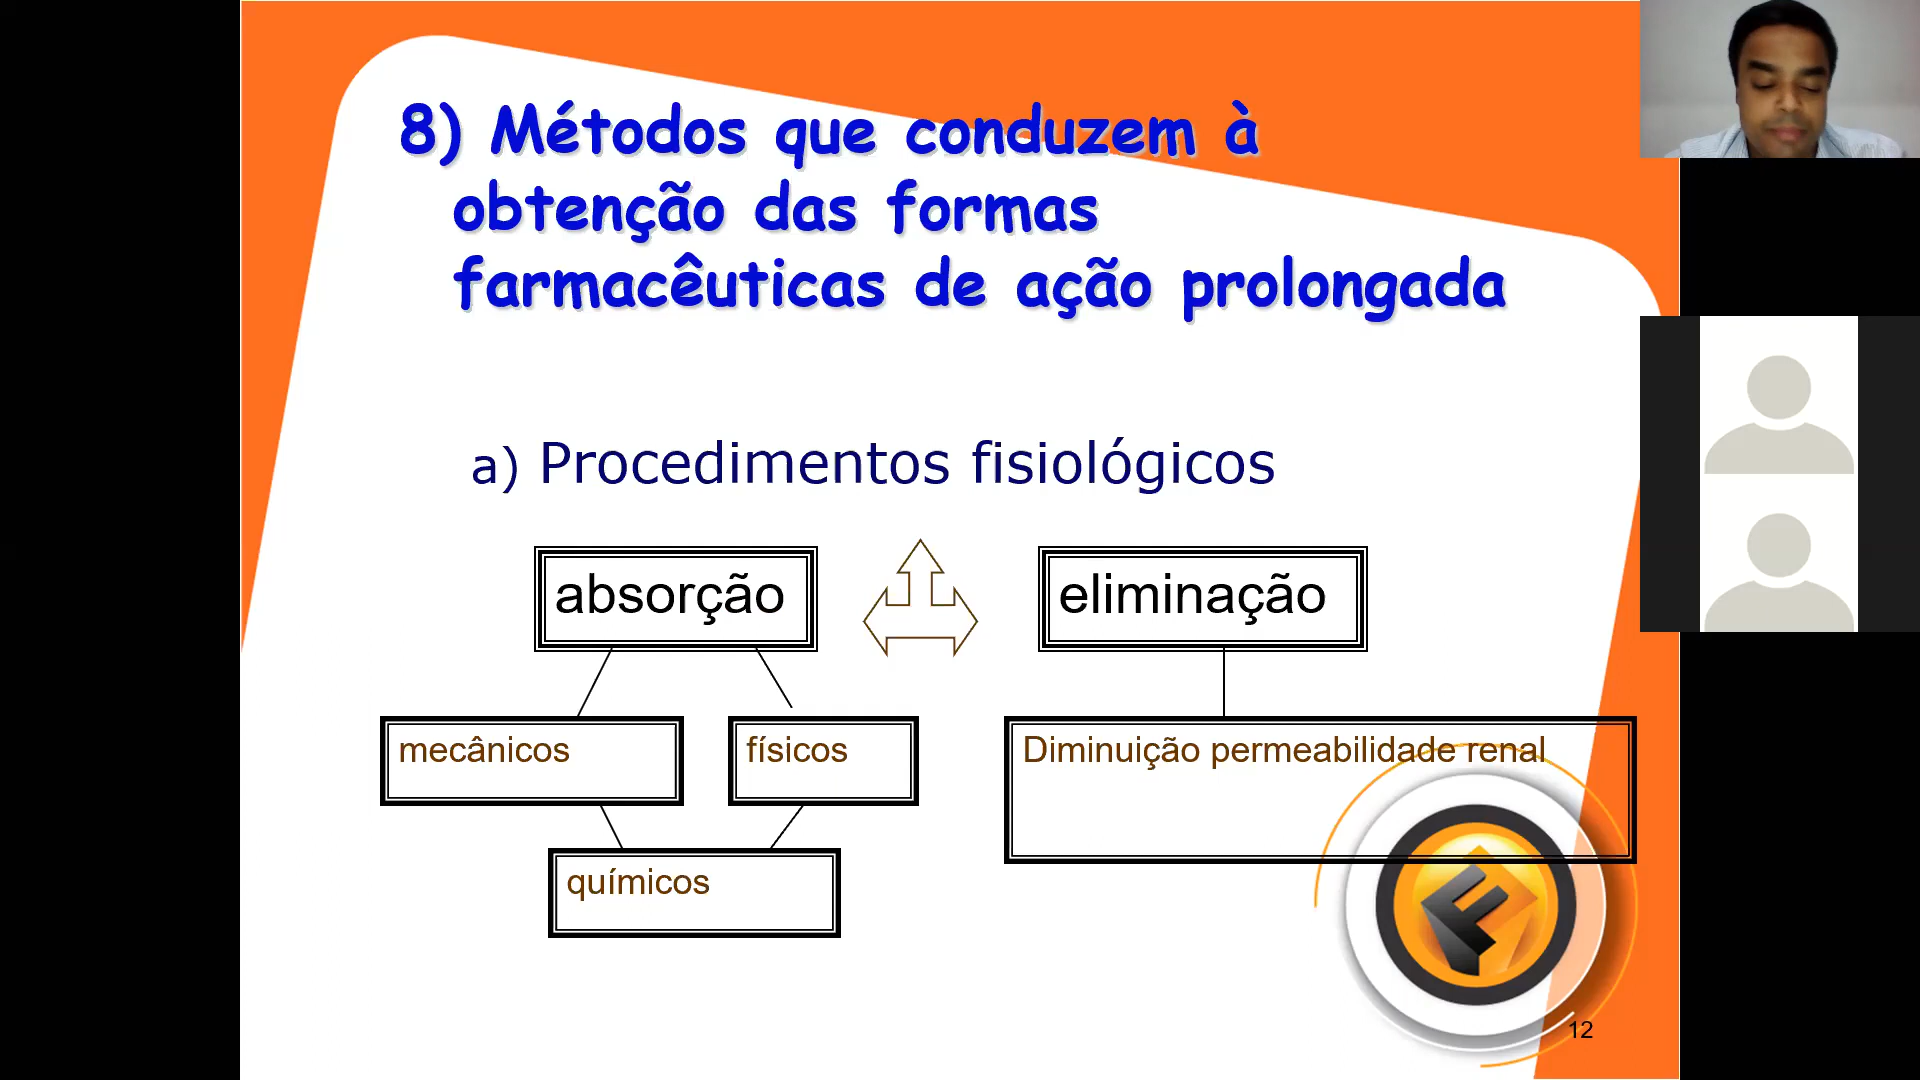 8) Métodos que conduzem à
obtenção das formas
farmacêuticas de ação prolongada
a) Procedimentos fisiológicos
absorção
eliminação
mecânicos
físicos
Diminuição permeabilidade renal
químicos
12